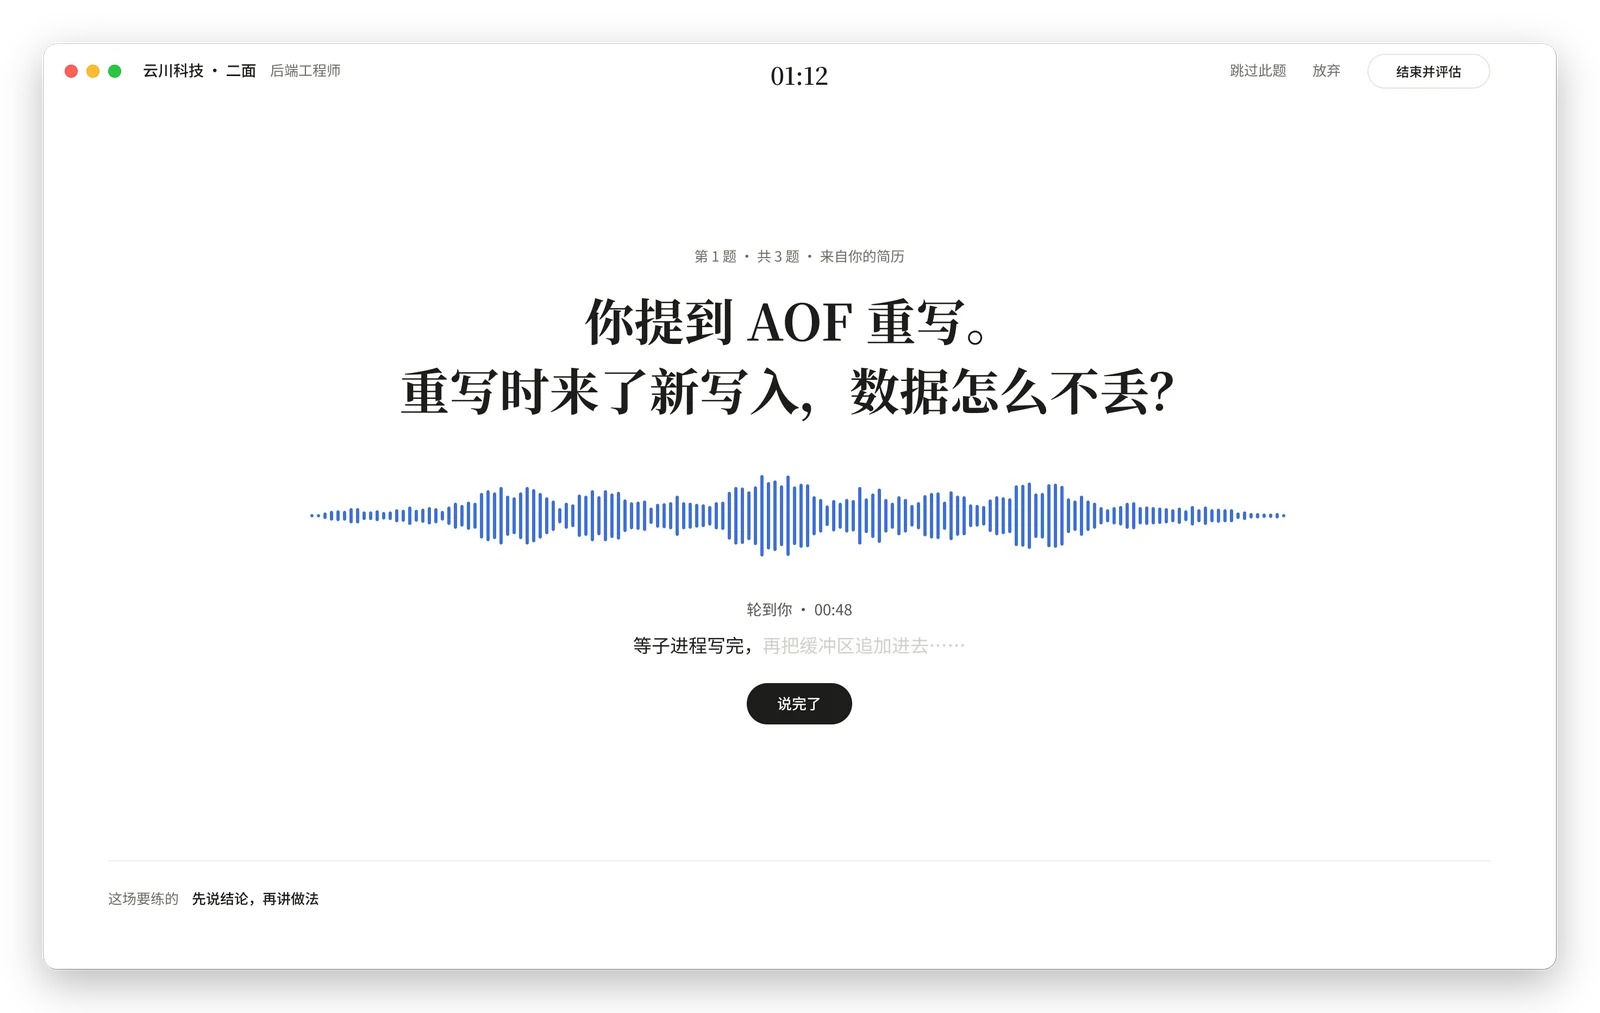 云川科技 · 二面 后端工程师
01:12
跳过此题 放弃 结束并评估
第 1 题 · 共 3 题 · 来自你的简历
你提到 AOF 重写。
重写时来了新写入，数据怎么不丢？
轮到你 · 00:48
等子进程写完，再把缓冲区追加进去……
说完了
这场要练的 先说结论，再讲做法